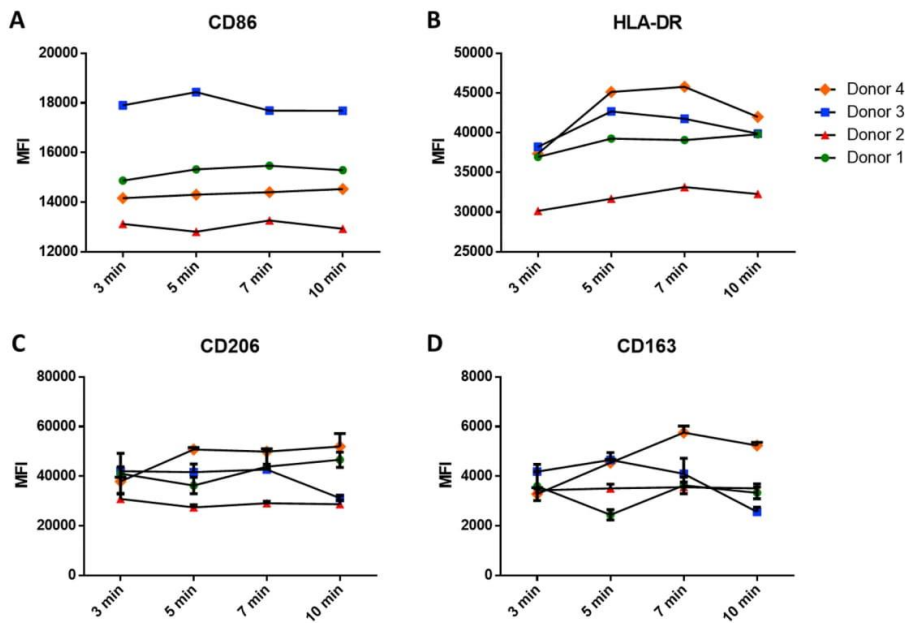 A
CD86
20000
18000
16000
14000
12000
MFI
3 min
5 min
7 min
10 min
B
HLA-DR
50000
45000
40000
35000
30000
25000
MFI
3 min
5 min
7 min
10 min
Donor 4
Donor 3
Donor 2
Donor 1
C
CD206
80000
60000
40000
20000
0
MFI
3 min
5 min
7 min
10 min
D
CD163
8000
6000
4000
2000
0
MFI
3 min
5 min
7 min
10 min